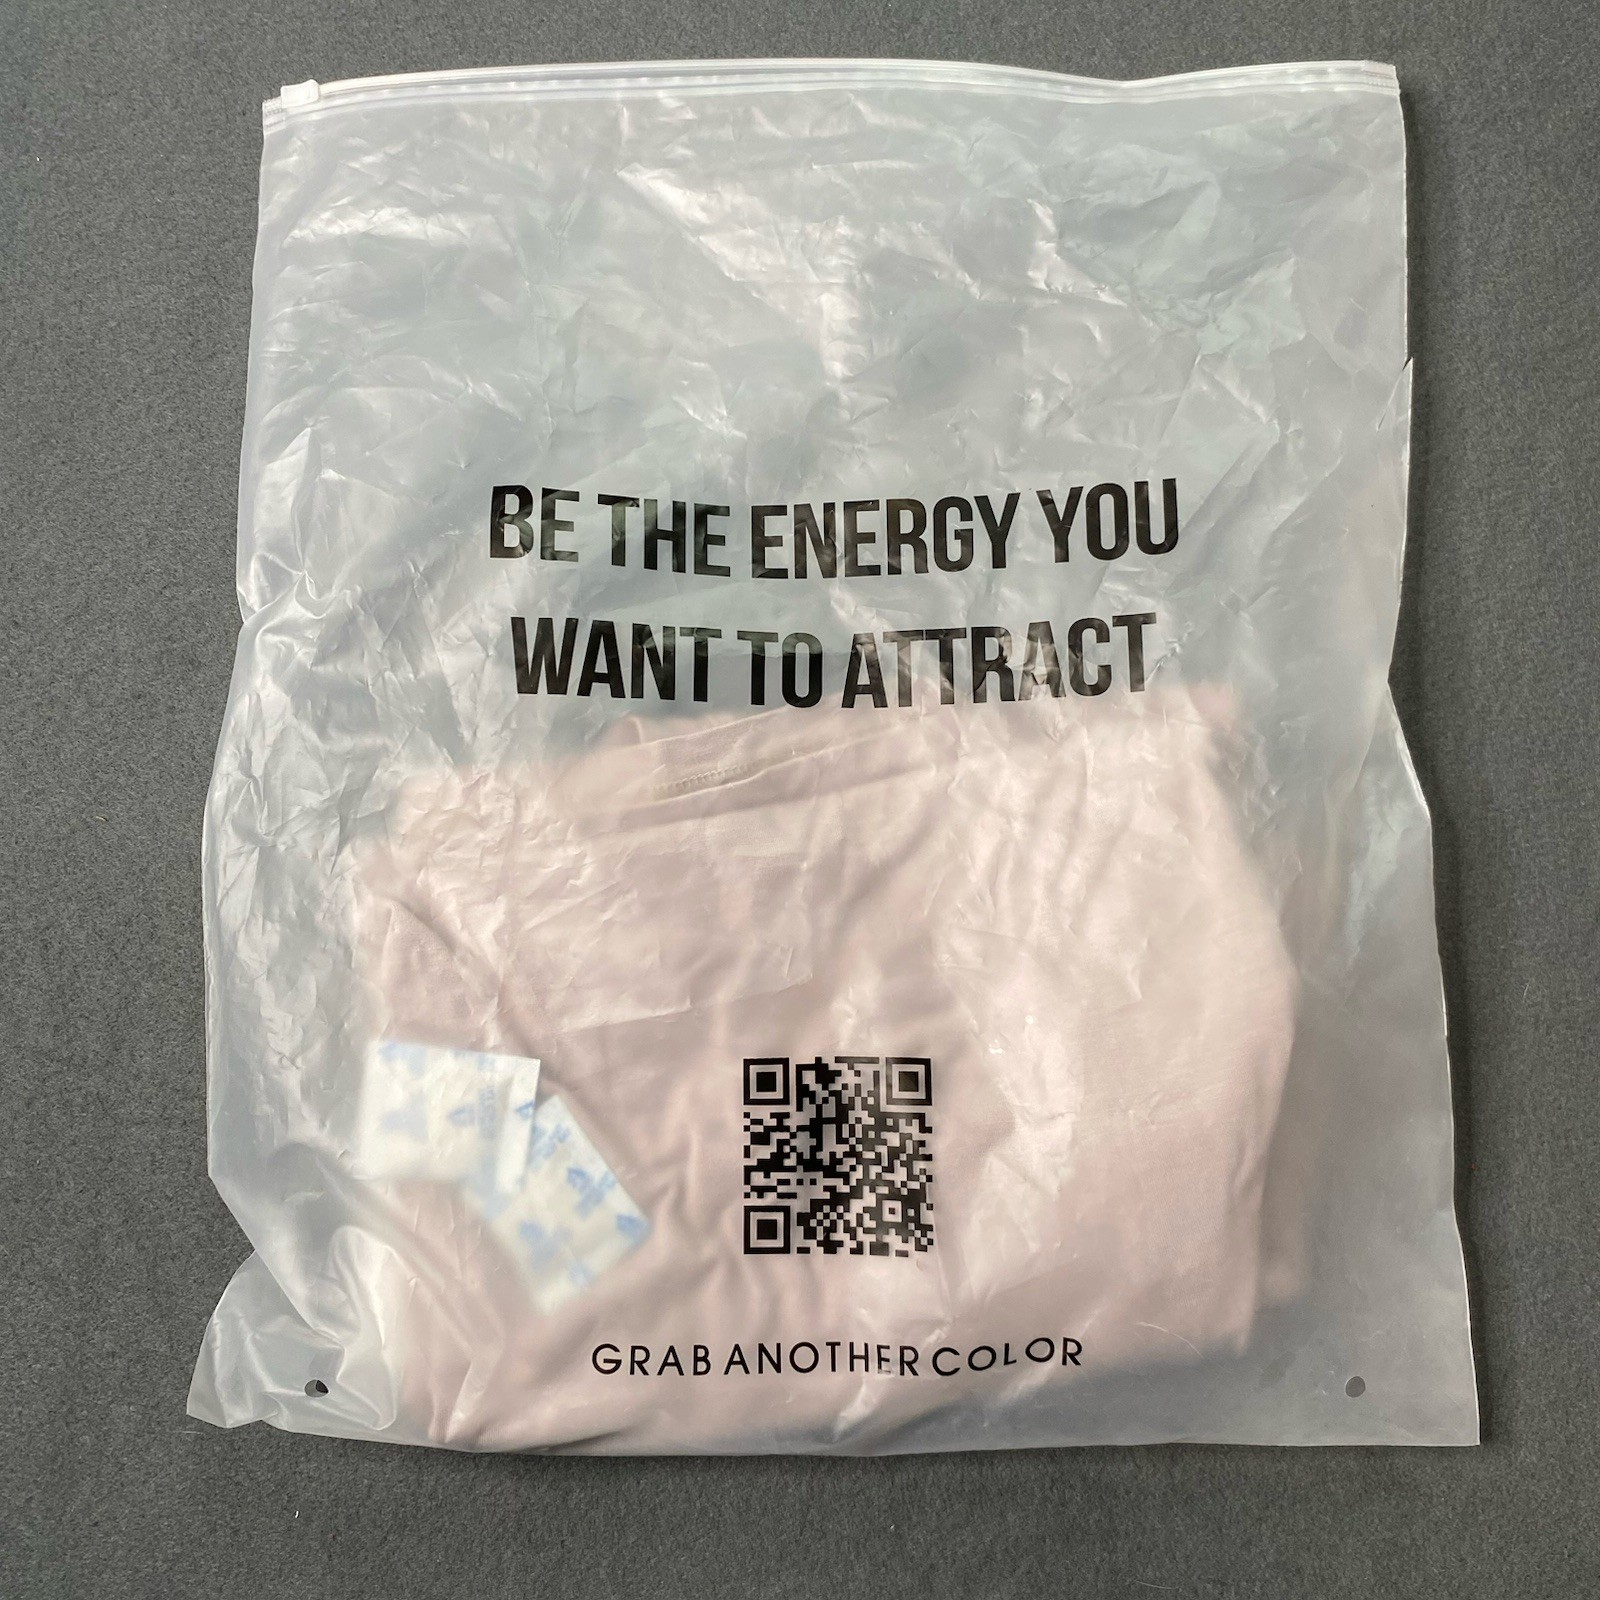 BE THE ENERGY YOU
WANT TO ATTRACT
GRAB ANOTHER COLOR